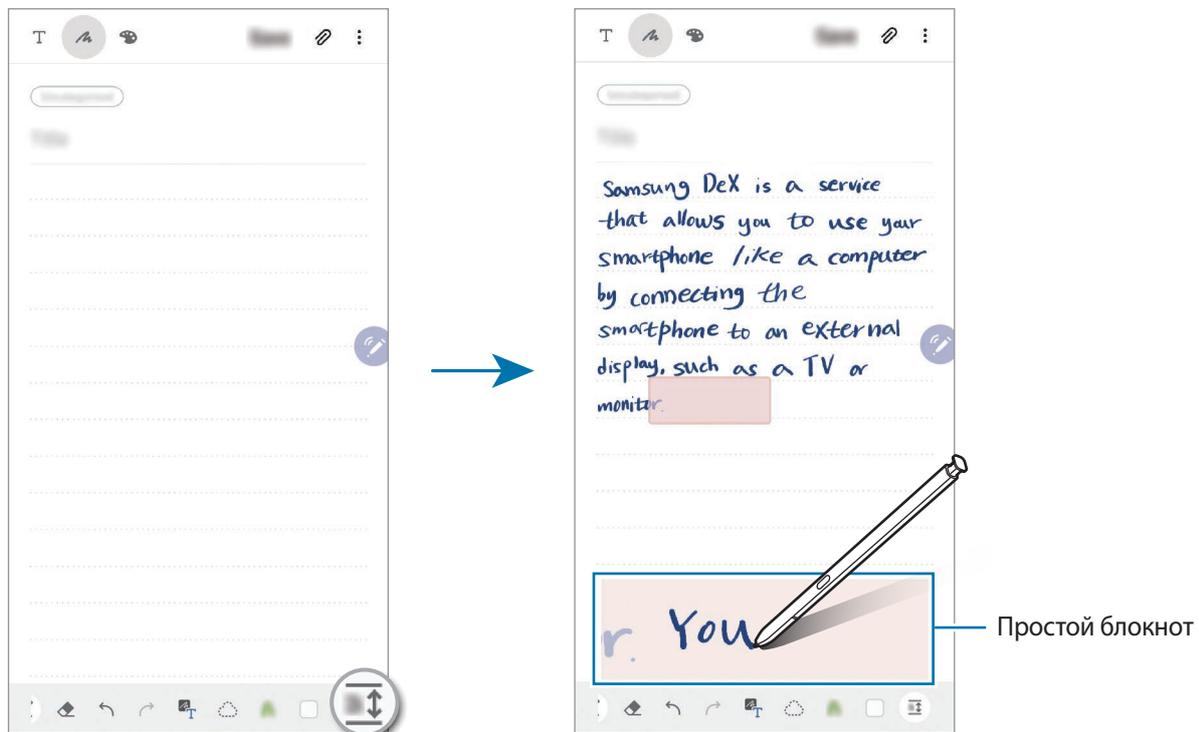 T
T
Samsung DeX is a service
that allows you to use your
smartphone like a computer
by connecting the
smartphone to an external
display, such as a TV or
monitor.
r. You
Простой блокнот
T
T